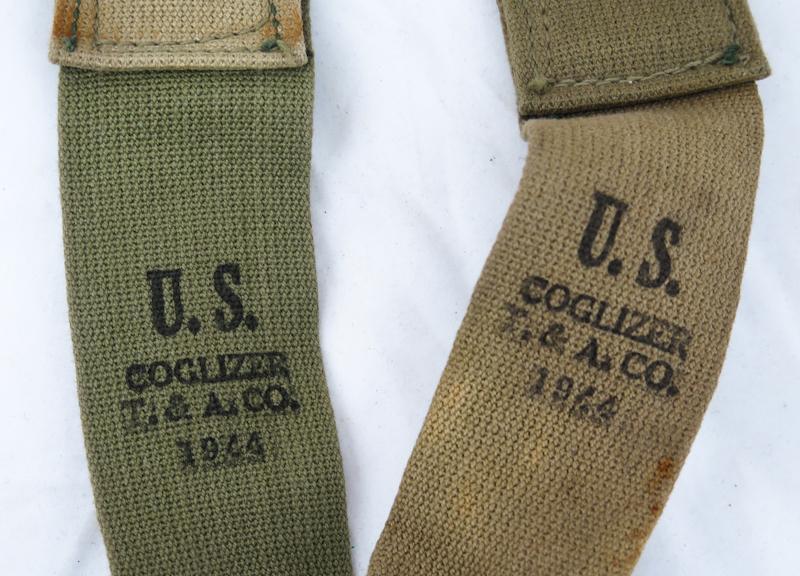 U. S.
COGLIZER
T. & A. CO.
1944
U. S.
COGLIZER
T. & A. CO.
1944